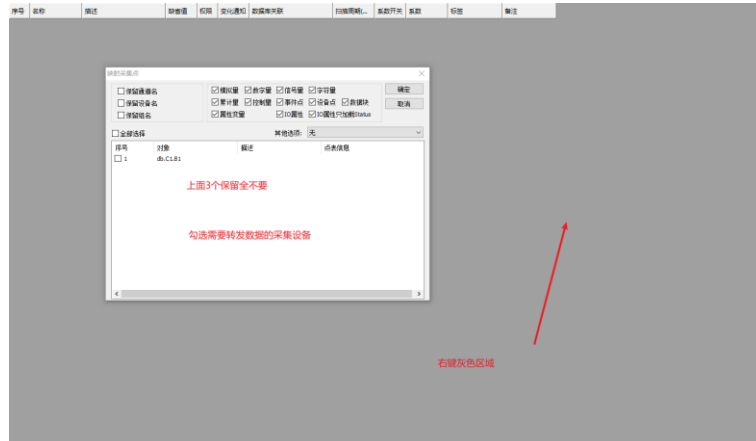 序号 名称 描述 缺省值 权限 变化通知 数据库关联 扫描周期(... 系数开关 系数 标签 备注
映射采集点
保留通道名 模拟量 数字量 信号量 字符量 确定
保留设备名 累计量 控制量 事件点 设备点 数据块 取消
保留组名 属性变量 IO属性 IO属性只加载Status
全部选择 其他选项: 无
序号 对象 描述 点表信息
1 db.C1.B1
上面3个保留全不要
勾选需要转发数据的采集设备
右键灰色区域